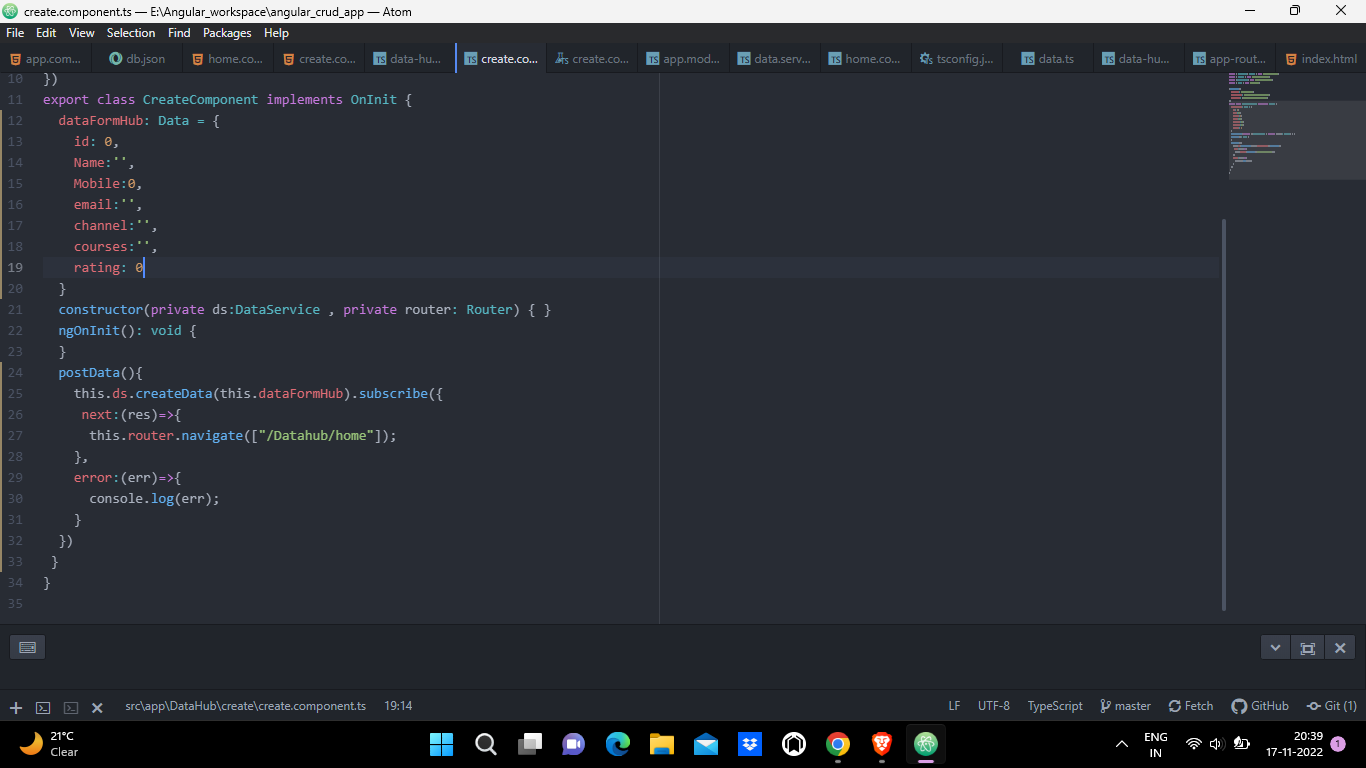 create.component.ts — E:\Angular_workspace\angular_crud_app — Atom
File Edit View Selection Find Packages Help
app.com... db.json home.co... create.co... data-hu... create.co... create.co... app.mod... data.serv... home.co... tsconfig.j... data.ts data-hu... app-rout... index.html
10 })
11 export class CreateComponent implements OnInit {
12 dataFormHub: Data = {
13 id: 0,
14 Name:'',
15 Mobile:0,
16 email:'',
17 channel:'',
18 courses:'',
19 rating: 0
20 }
21 constructor(private ds:DataService , private router: Router) { }
22 ngOnInit(): void {
23 }
24 postData(){
25 this.ds.createData(this.dataFormHub).subscribe({
26 next:(res)=>{
27 this.router.navigate(["/Datahub/home"]);
28 },
29 error:(err)=>{
30 console.log(err);
31 }
32 })
33 }
34 }
35
src\app\DataHub\create\create.component.ts 19:14 LF UTF-8 TypeScript master Fetch GitHub Git (1)
21°C
Clear
ENG
IN
20:39
17-11-2022
1